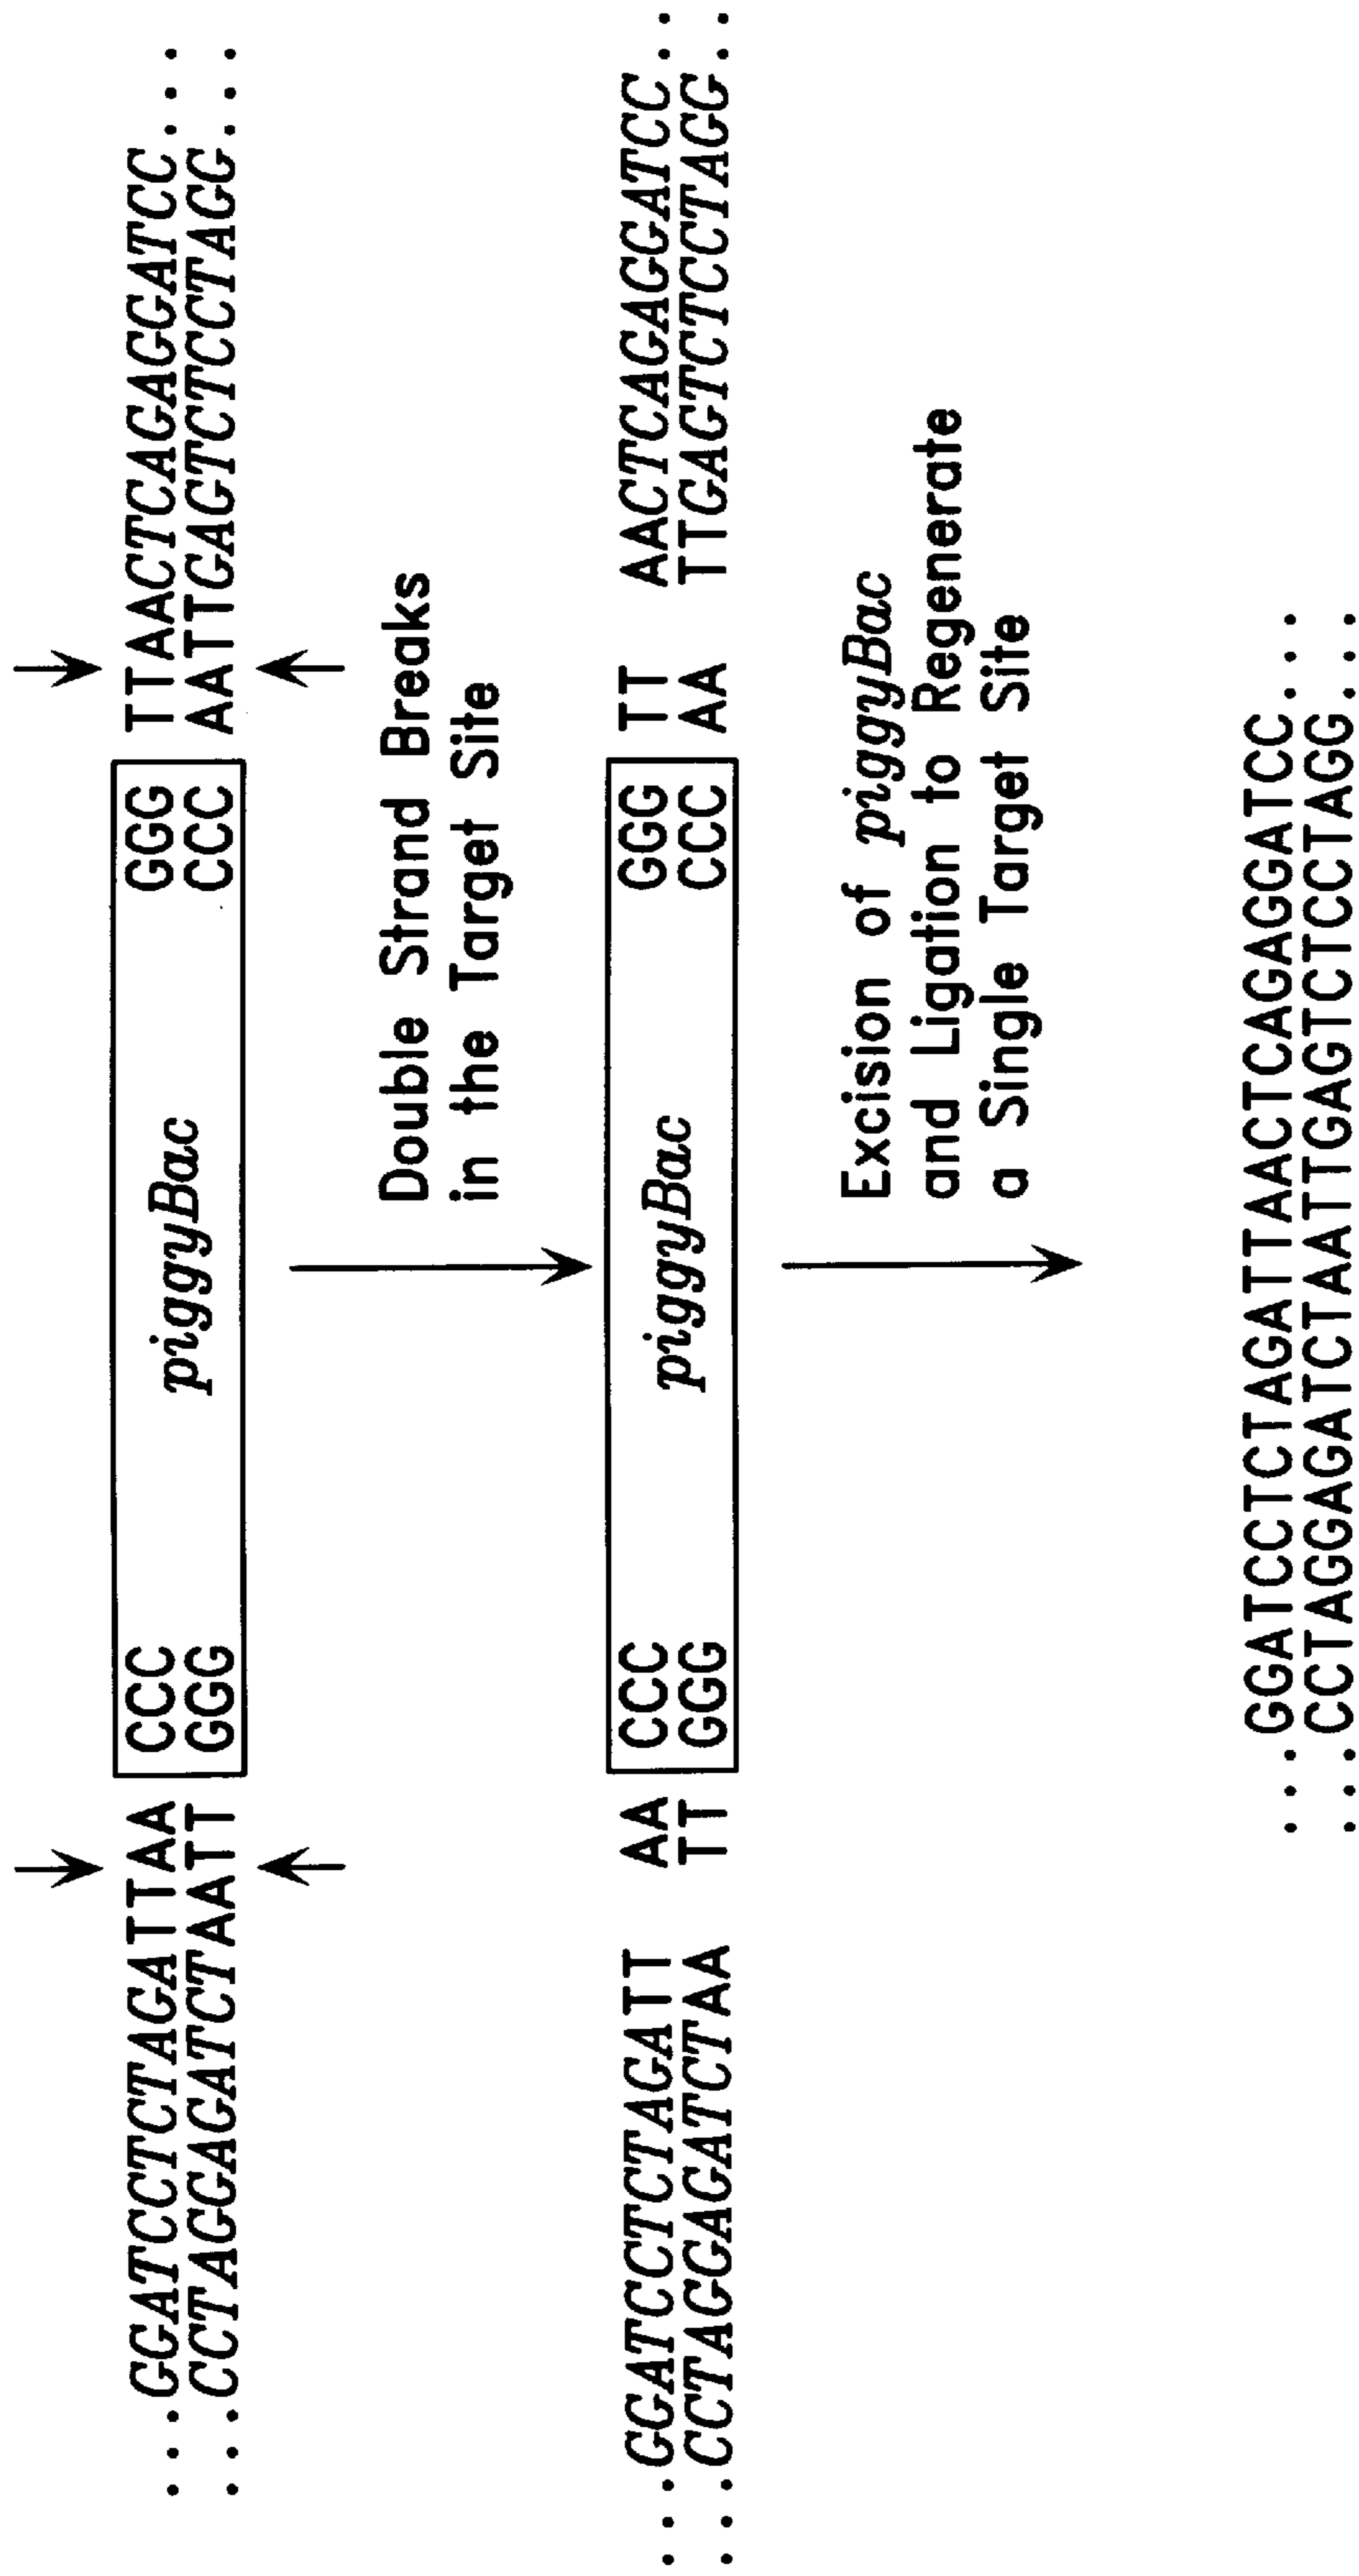 ...GGATCCTCTAGATTAA CCC GGG TTAACTCAGAGGATCC...
...CCTAGGAGATCTAATT GGG piggyBac CCC AATTGAGTCTCCTAGG...
Double Strand Breaks
in the Target Site
...GGATCCTCTAGATT AA CCC GGG TT AACTCAGAGGATCC...
...CCTAGGAGATCTAA TT GGG piggyBac CCC AA TTGAGTCTCCTAGG...
Excision of piggyBac
and Ligation to Regenerate
a Single Target Site
...GGATCCTCTAGATTAACTCAGAGGATCC...
...CCTAGGAGATCTAATTGAGTCTCCTAGG...